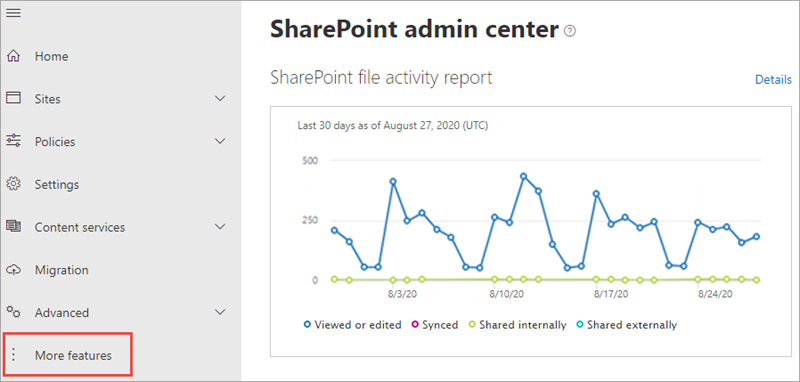 SharePoint admin center ?
Home
SharePoint file activity report
Details
Sites
Last 30 days as of August 27, 2020 (UTC)
Policies
Settings
Content services
Migration
Advanced
More features
500
250
0
8/3/20 8/10/20 8/17/20 8/24/20
Viewed or edited Synced Shared internally Shared externally